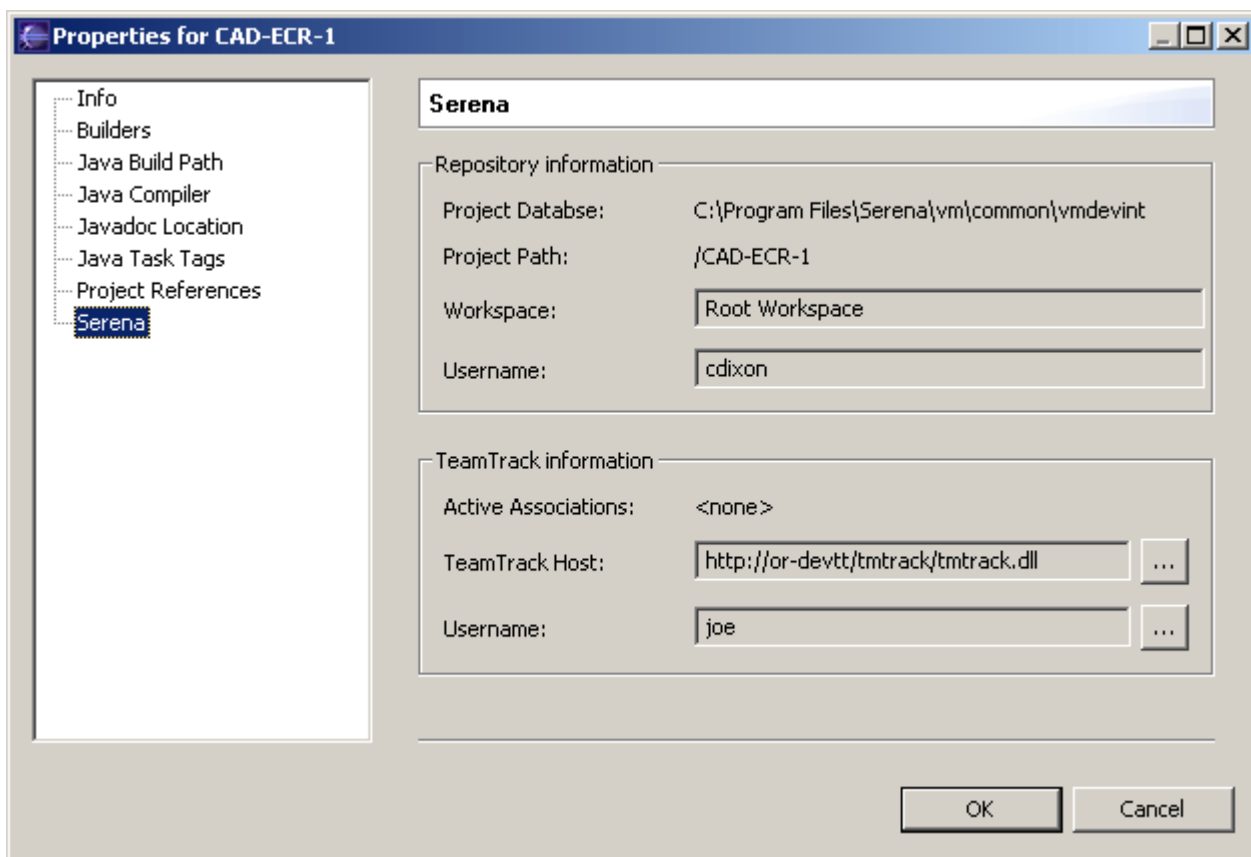 Properties for CAD-ECR-1
Info
Builders
Java Build Path
Java Compiler
Javadoc Location
Java Task Tags
Project References
Serena
Serena
Repository information
Project Databse: C:\Program Files\Serena\vm\common\vmdevint
Project Path: /CAD-ECR-1
Workspace: Root Workspace
Username: cdixon
TeamTrack information
Active Associations: <none>
TeamTrack Host: http://or-devtt/tmtrack/tmtrack.dll ...
Username: joe ...
OK Cancel